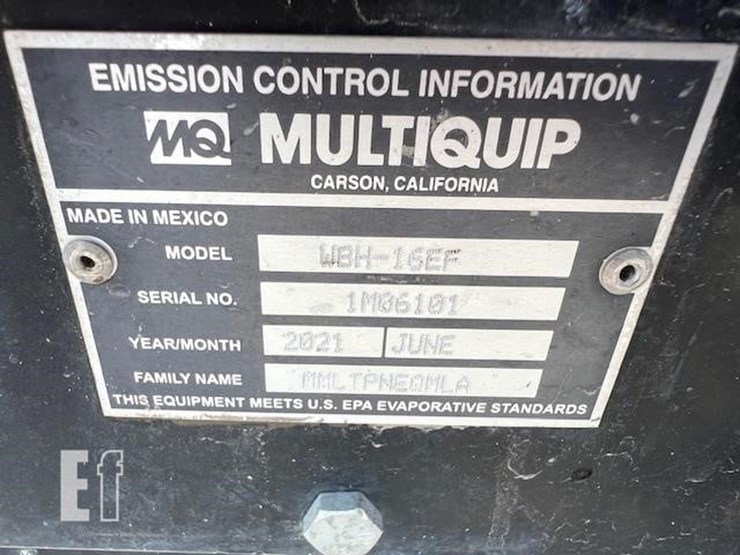 EMISSION CONTROL INFORMATION
MQ MULTIQUIP
CARSON, CALIFORNIA
MADE IN MEXICO
MODEL WBH-16EF
SERIAL NO. 1M06101
YEAR/MONTH 2021 JUNE
FAMILY NAME MMLTPNEQMLA
THIS EQUIPMENT MEETS U.S. EPA EVAPORATIVE STANDARDS
Ef